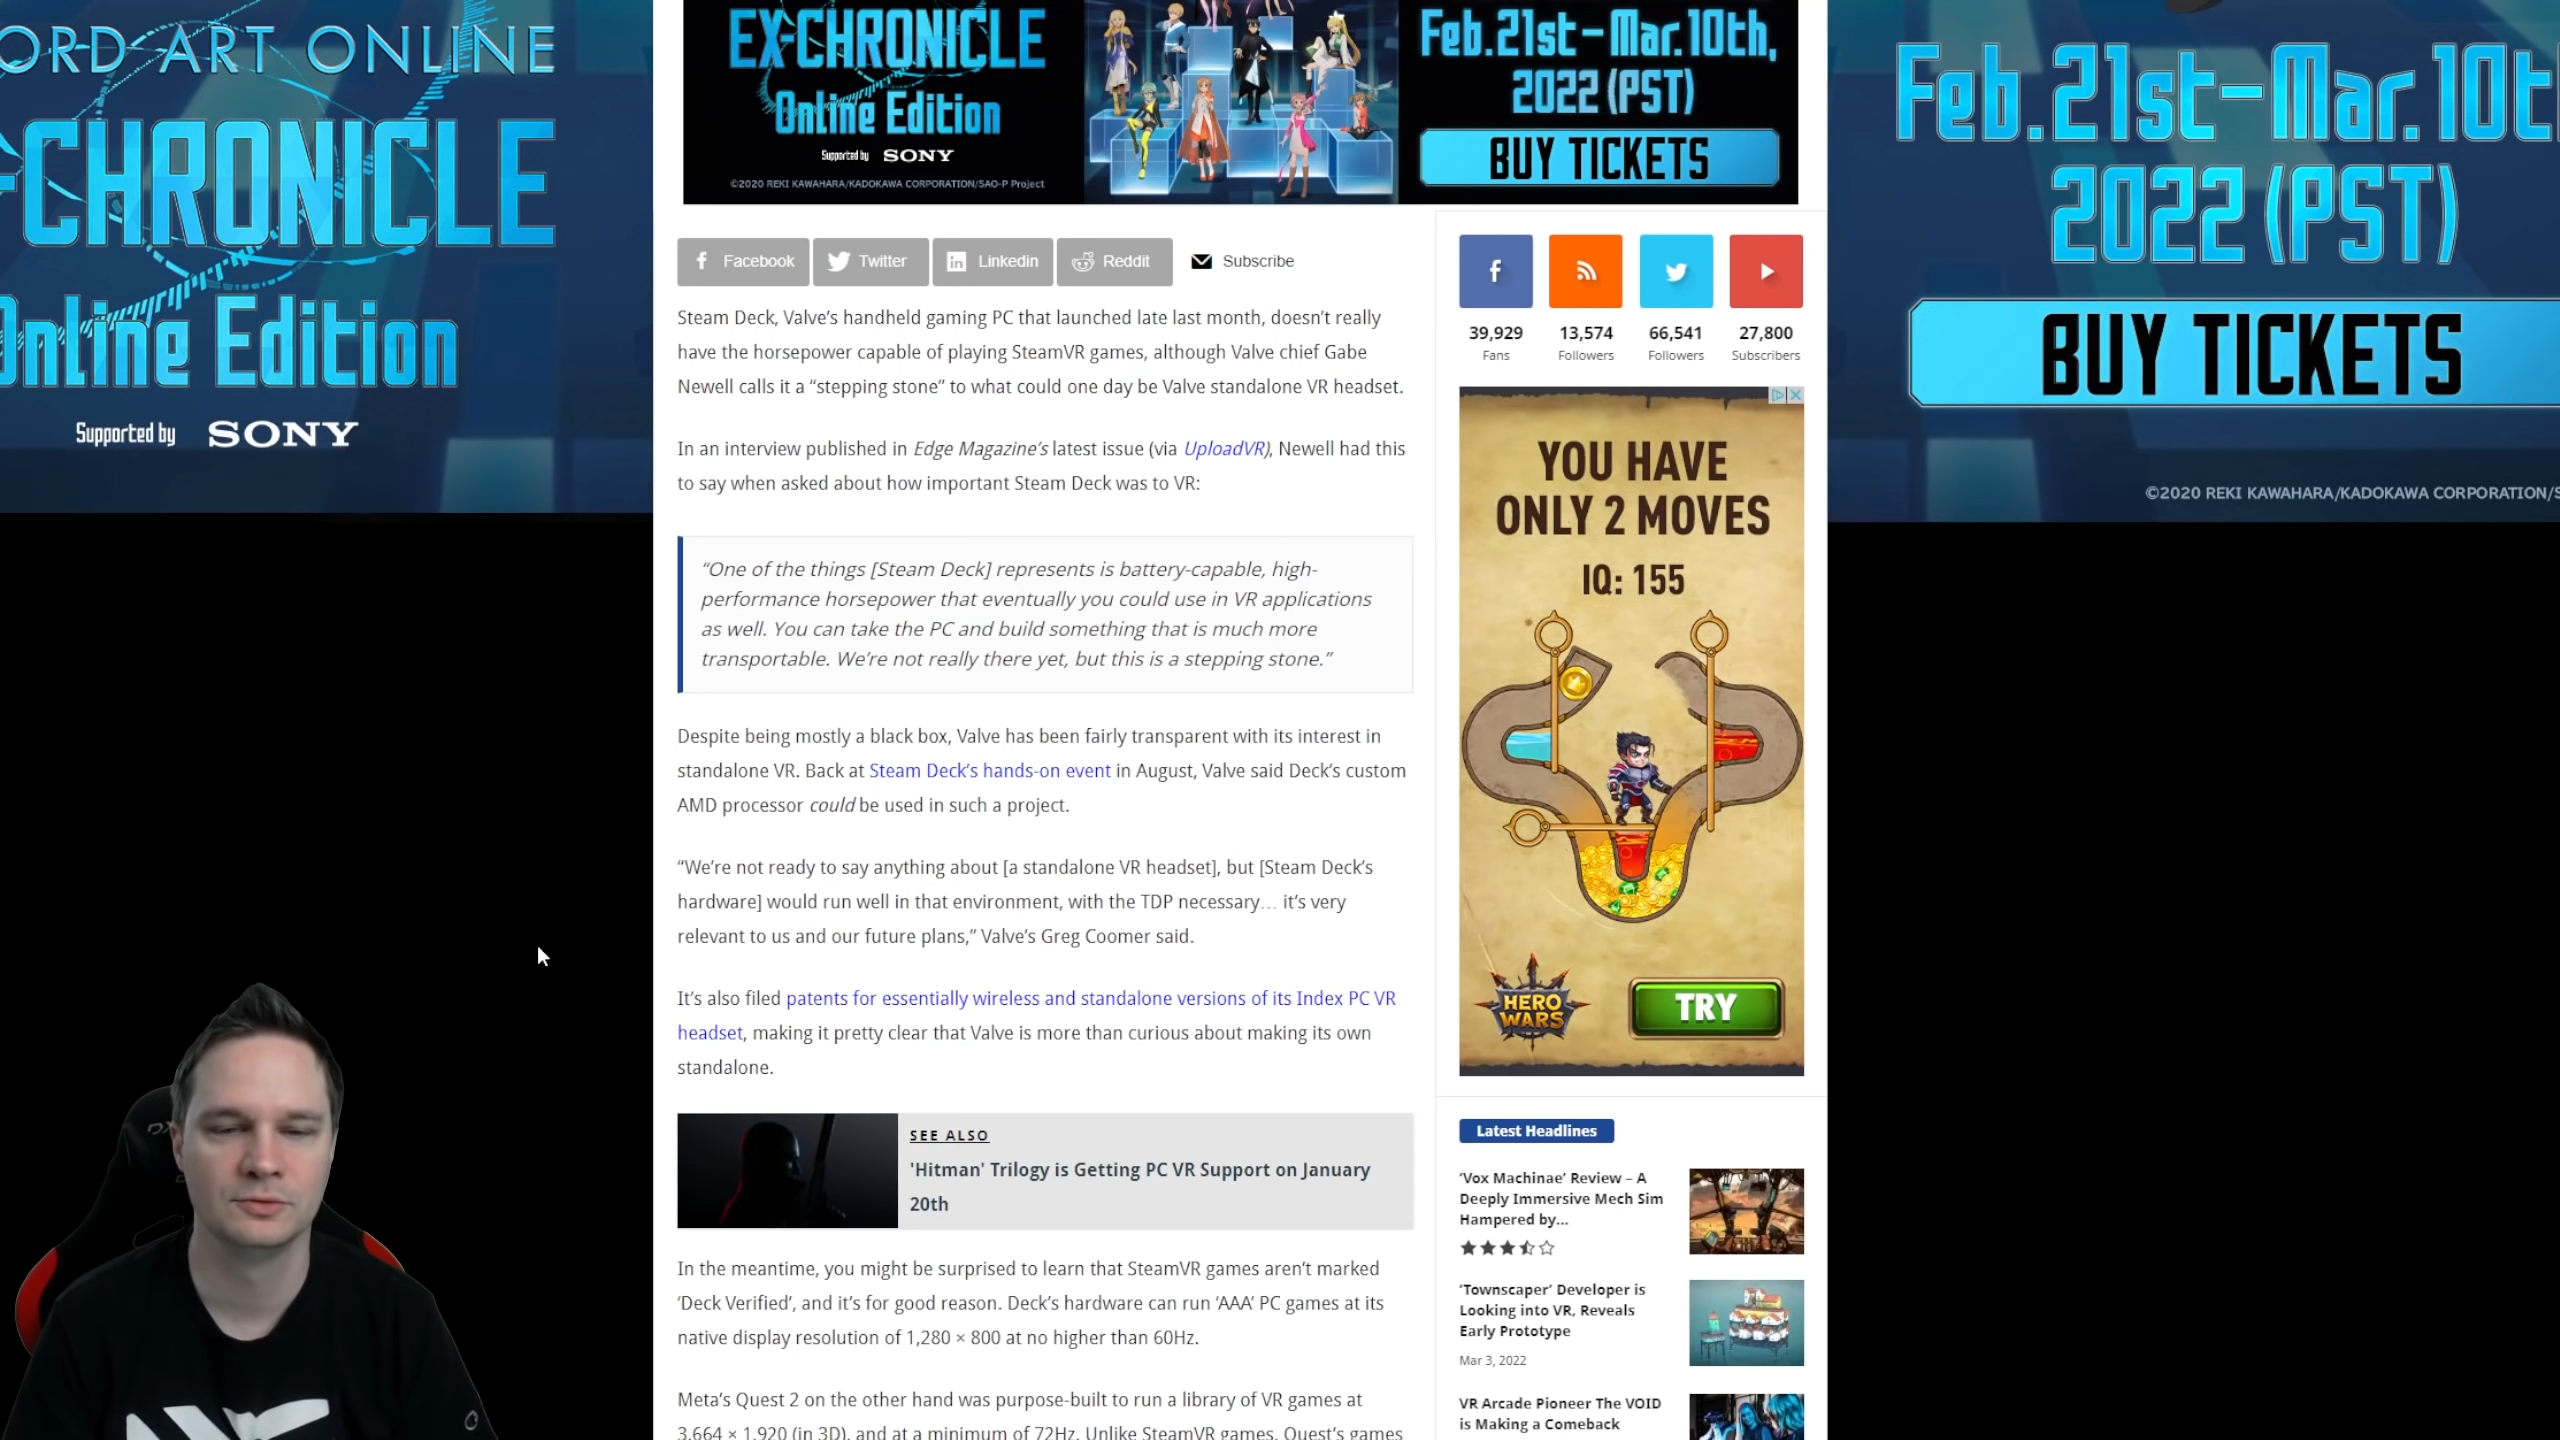 ORD ART ONLINE
-CHRONICLE
Online Edition
Supported by SONY
EX-CHRONICLE
Online Edition
Supported by SONY
©2020 REKI KAWAHARA/KADOKAWA CORPORATION/SAO-P Project
Feb.21st–Mar.10th,
2022 (PST)
BUY TICKETS
Feb.21st–Mar.10t
2022 (PST)
BUY TICKETS
©2020 REKI KAWAHARA/KADOKAWA CORPORATION/S
Facebook Twitter Linkedin Reddit Subscribe
Steam Deck, Valve’s handheld gaming PC that launched late last month, doesn’t really
have the horsepower capable of playing SteamVR games, although Valve chief Gabe
Newell calls it a “stepping stone” to what could one day be Valve standalone VR headset.
In an interview published in Edge Magazine’s latest issue (via UploadVR), Newell had this
to say when asked about how important Steam Deck was to VR:
“One of the things [Steam Deck] represents is battery-capable, high-
performance horsepower that eventually you could use in VR applications
as well. You can take the PC and build something that is much more
transportable. We’re not really there yet, but this is a stepping stone.”
Despite being mostly a black box, Valve has been fairly transparent with its interest in
standalone VR. Back at Steam Deck’s hands-on event in August, Valve said Deck’s custom
AMD processor could be used in such a project.
“We’re not ready to say anything about [a standalone VR headset], but [Steam Deck’s
hardware] would run well in that environment, with the TDP necessary… it’s very
relevant to us and our future plans,” Valve’s Greg Coomer said.
It’s also filed patents for essentially wireless and standalone versions of its Index PC VR
headset, making it pretty clear that Valve is more than curious about making its own
standalone.
SEE ALSO
'Hitman' Trilogy is Getting PC VR Support on January
20th
In the meantime, you might be surprised to learn that SteamVR games aren’t marked
‘Deck Verified’, and it’s for good reason. Deck’s hardware can run ‘AAA’ PC games at its
native display resolution of 1,280 × 800 at no higher than 60Hz.
Meta’s Quest 2 on the other hand was purpose-built to run a library of VR games at
3,664 × 1,920 (in 3D), and at a minimum of 72Hz. Unlike SteamVR games, Quest’s games
39,929 13,574 66,541 27,800
Fans Followers Followers Subscribers
YOU HAVE
ONLY 2 MOVES
IQ: 155
HERO
WARS
TRY
Latest Headlines
‘Vox Machinae’ Review – A
Deeply Immersive Mech Sim
Hampered by...
‘Townscaper’ Developer is
Looking into VR, Reveals
Early Prototype
Mar 3, 2022
VR Arcade Pioneer The VOID
is Making a Comeback